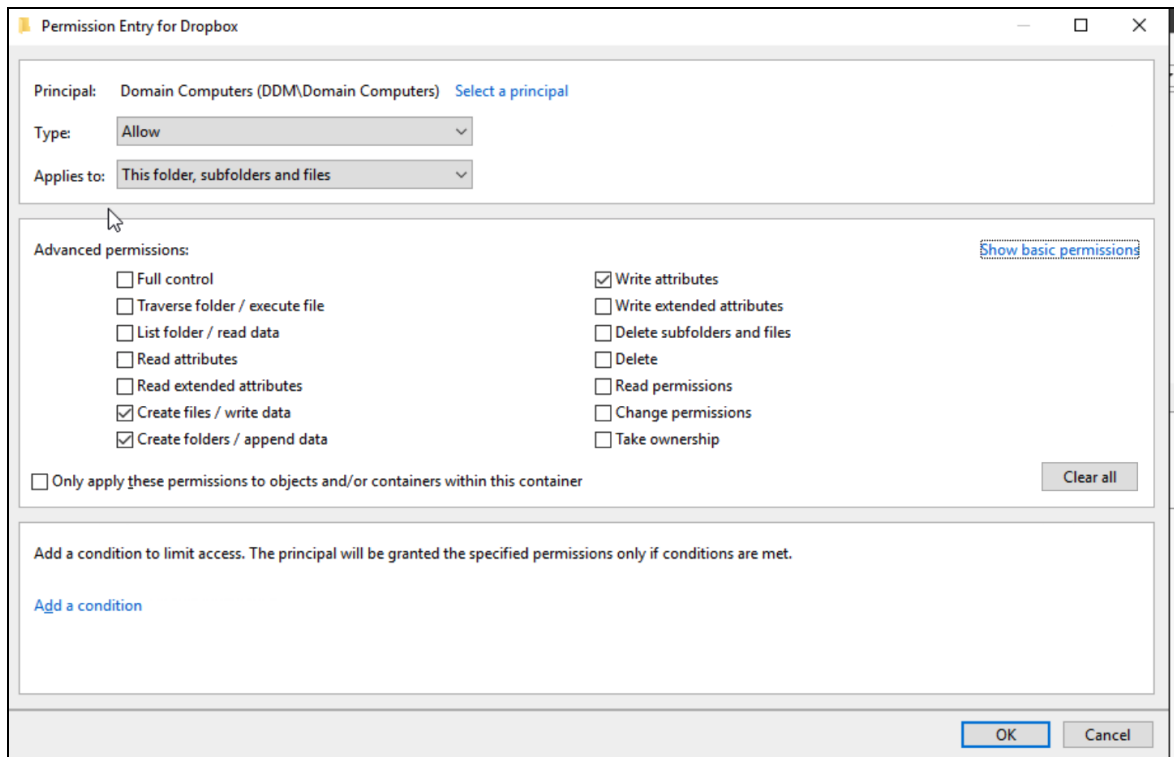 Permission Entry for Dropbox
Principal: Domain Computers (DDM\Domain Computers) Select a principal
Type: Allow
Applies to: This folder, subfolders and files
Advanced permissions: Show basic permissions
Full control Write attributes
Traverse folder / execute file Write extended attributes
List folder / read data Delete subfolders and files
Read attributes Delete
Read extended attributes Read permissions
Create files / write data Change permissions
Create folders / append data Take ownership
Only apply these permissions to objects and/or containers within this container Clear all
Add a condition to limit access. The principal will be granted the specified permissions only if conditions are met.
Add a condition
OK Cancel